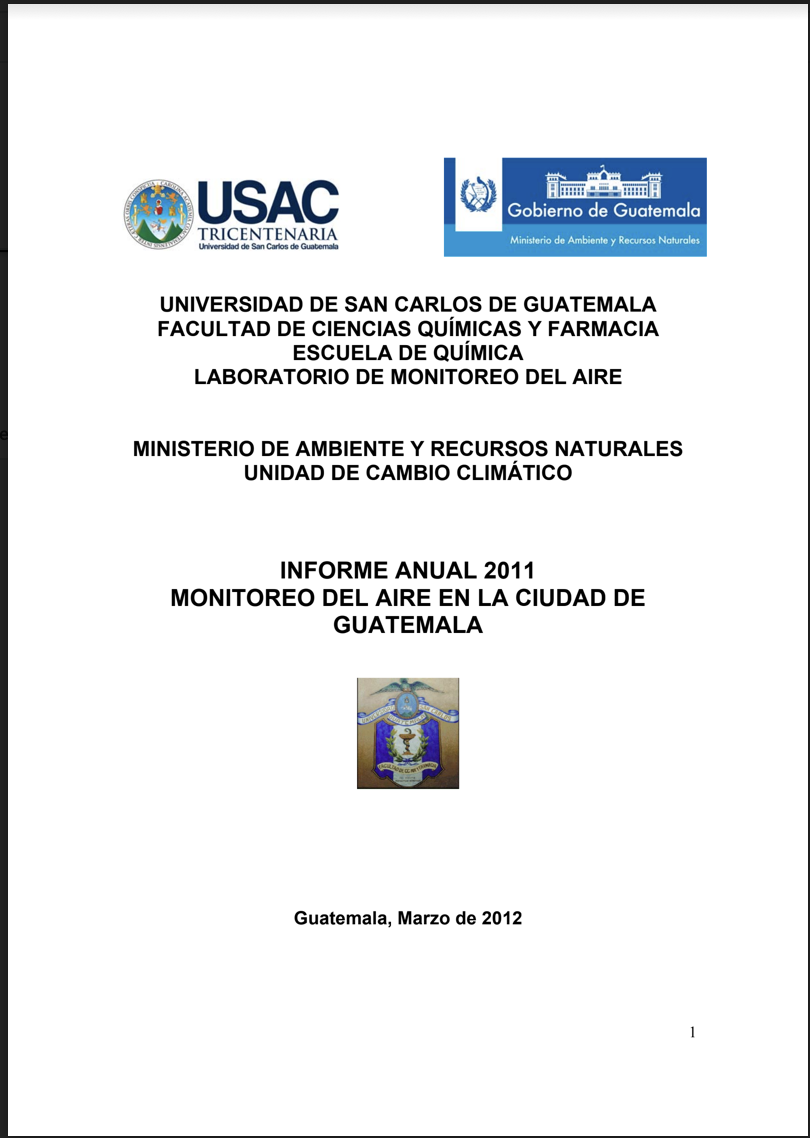 USAC
TRICENTENARIA
Universidad de San Carlos de Guatemala
Gobierno de Guatemala
Ministerio de Ambiente y Recursos Naturales
UNIVERSIDAD DE SAN CARLOS DE GUATEMALA
FACULTAD DE CIENCIAS QUÍMICAS Y FARMACIA
ESCUELA DE QUÍMICA
LABORATORIO DE MONITOREO DEL AIRE
MINISTERIO DE AMBIENTE Y RECURSOS NATURALES
UNIDAD DE CAMBIO CLIMÁTICO
INFORME ANUAL 2011
MONITOREO DEL AIRE EN LA CIUDAD DE
GUATEMALA
Guatemala, Marzo de 2012
1